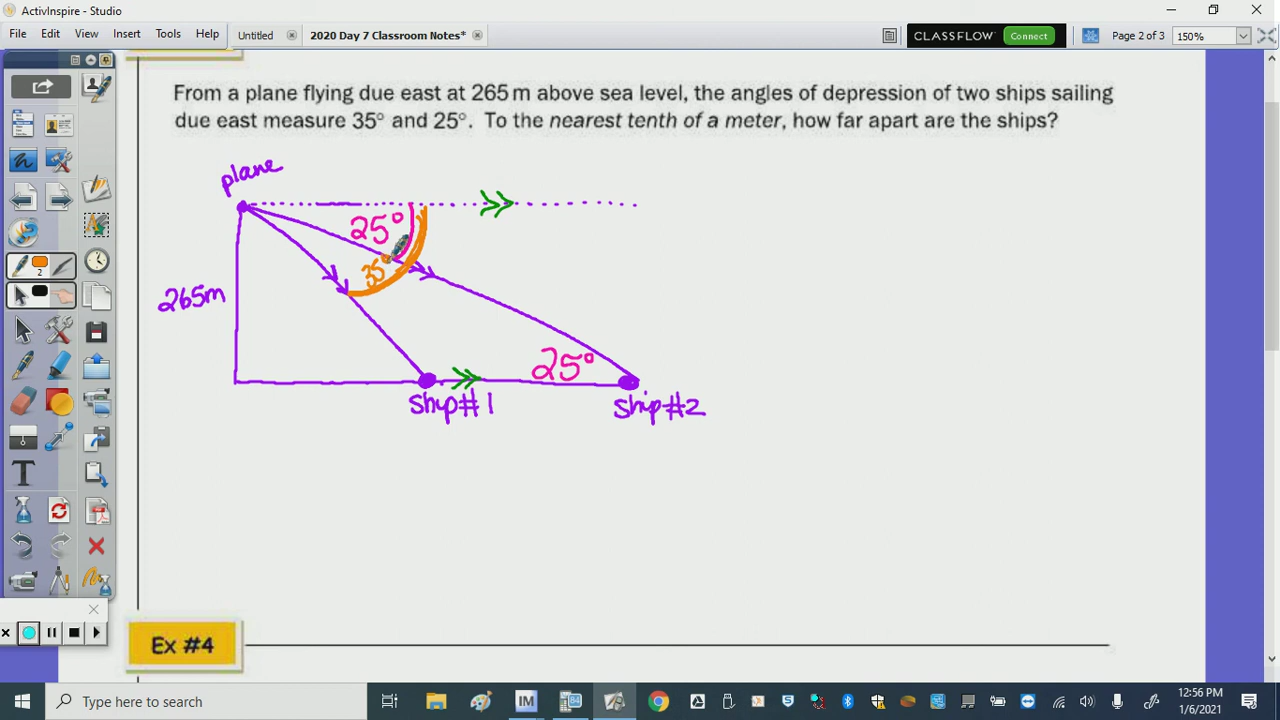 ActivInspire - Studio
File Edit View Insert Tools Help Untitled 2020 Day 7 Classroom Notes* CLASSFLOW Connect Page 2 of 3 150%
From a plane flying due east at 265 m above sea level, the angles of depression of two ships sailing
due east measure 35° and 25°. To the nearest tenth of a meter, how far apart are the ships?
plane
25°
35°
265m
25°
Ship#1
Ship#2
Ex #4
2
T
Type here to search
IM
12:56 PM
1/6/2021